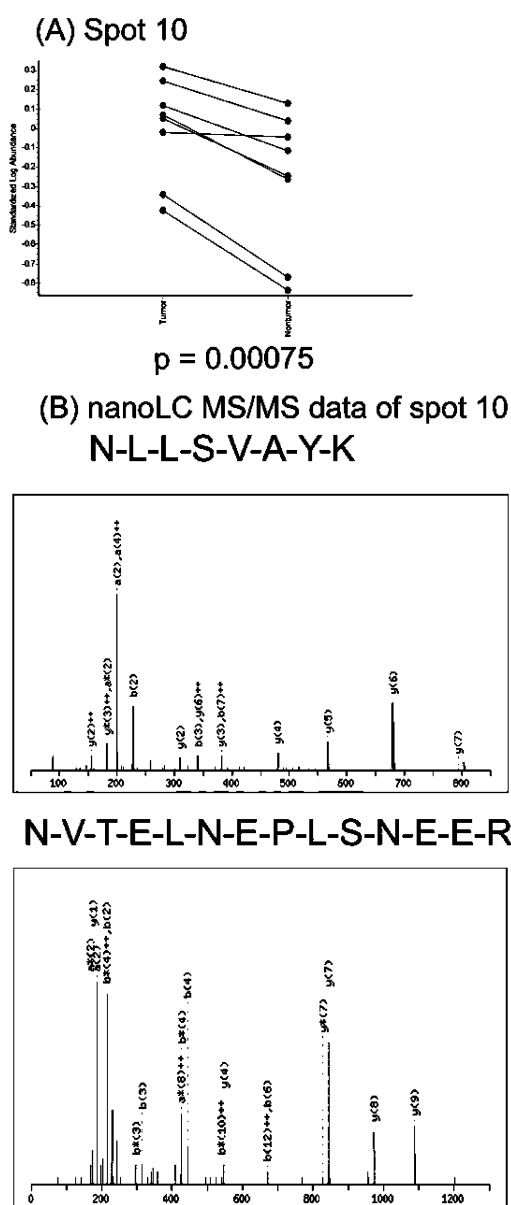 (A) Spot 10
0.3
0.2
0.1
0
-0.1
-0.2
-0.3
-0.4
-0.5
-0.6
-0.7
-0.8
Standardized Log Abundance
Tumor
Nontumor
p = 0.00075
(B) nanoLC MS/MS data of spot 10
N-L-L-S-V-A-Y-K
y(2)++
y*(3)++,a*(2)
a(2),a(4)++
b(2)
y(2)
b(3),y(6)++
y(3),b(7)++
y(4)
y(5)
y(6)
y(7)
100 200 300 400 500 600 700 800
N-V-T-E-L-N-E-P-L-S-N-E-E-R
a*(2) y(1)
a(2)
b*(4)++,b(2)
b*(3)
b(3)
a*(8)++ b*(4)
b(4)
b*(10)++ y(4)
b(12)++,b(6)
y*(7) y(7)
y(8)
y(9)
0 200 400 600 800 1000 1200